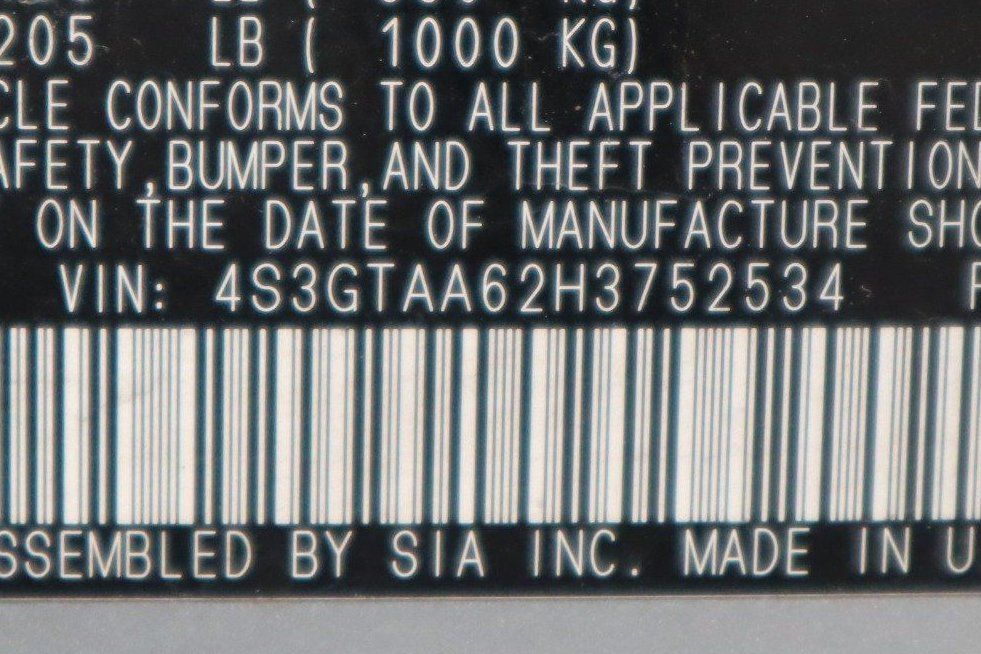 205 LB ( 1000 KG)
CLE CONFORMS TO ALL APPLICABLE FED
AFETY,BUMPER,AND THEFT PREVENTION
ON THE DATE OF MANUFACTURE SHO
VIN: 4S3GTAA62H3752534
SSEMBLED BY SIA INC. MADE IN U